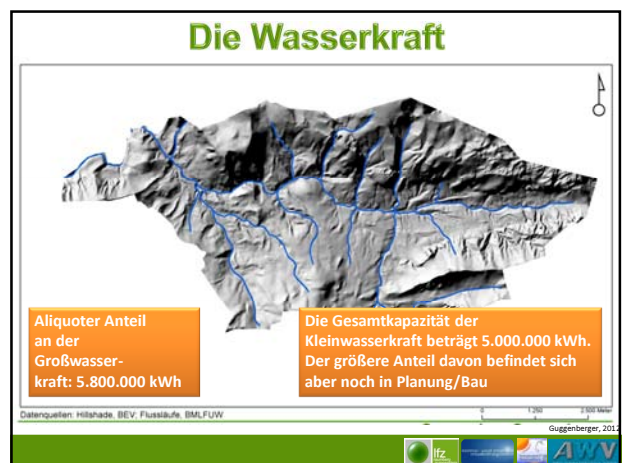 Die Wasserkraft
Aliquoter Anteil
an der
Großwasser-
kraft: 5.800.000 kWh
Die Gesamtkapazität der
Kleinwasserkraft beträgt 5.000.000 kWh.
Der größere Anteil davon befindet sich
aber noch in Planung/Bau
Datenquellen: Hillshade, BEV; Flussläufe, BMLFUW
0 1.250 2.500 Meter
Guggenberger, 2012
lfz
AWV